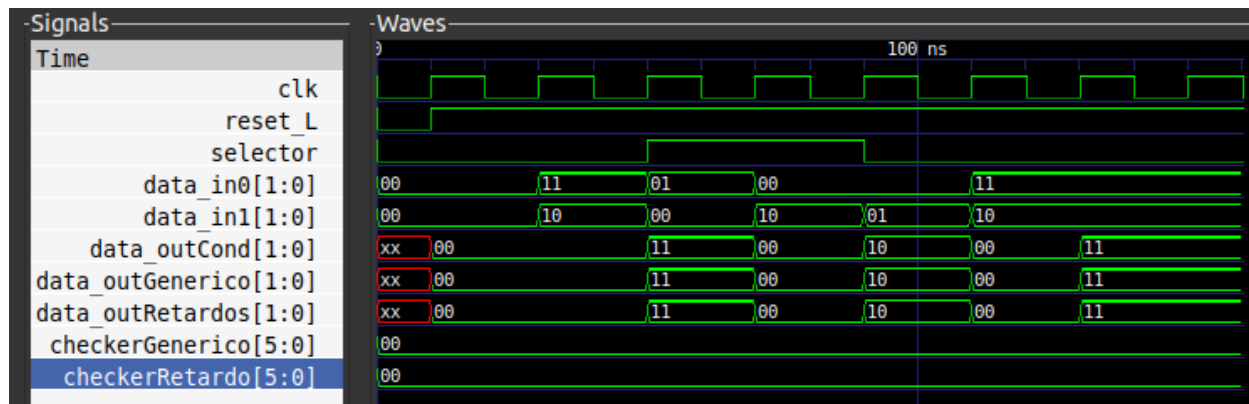 Signals Waves
Time 0 100 ns
clk
reset_L
selector
data_in0[1:0] 00 11 01 00 11
data_in1[1:0] 00 10 00 10 01 10
data_outCond[1:0] xx 00 11 00 10 00 11
data_outGenerico[1:0] xx 00 11 00 10 00 11
data_outRetardos[1:0] xx 00 11 00 10 00 11
checkerGenerico[5:0] 00
checkerRetardo[5:0] 00